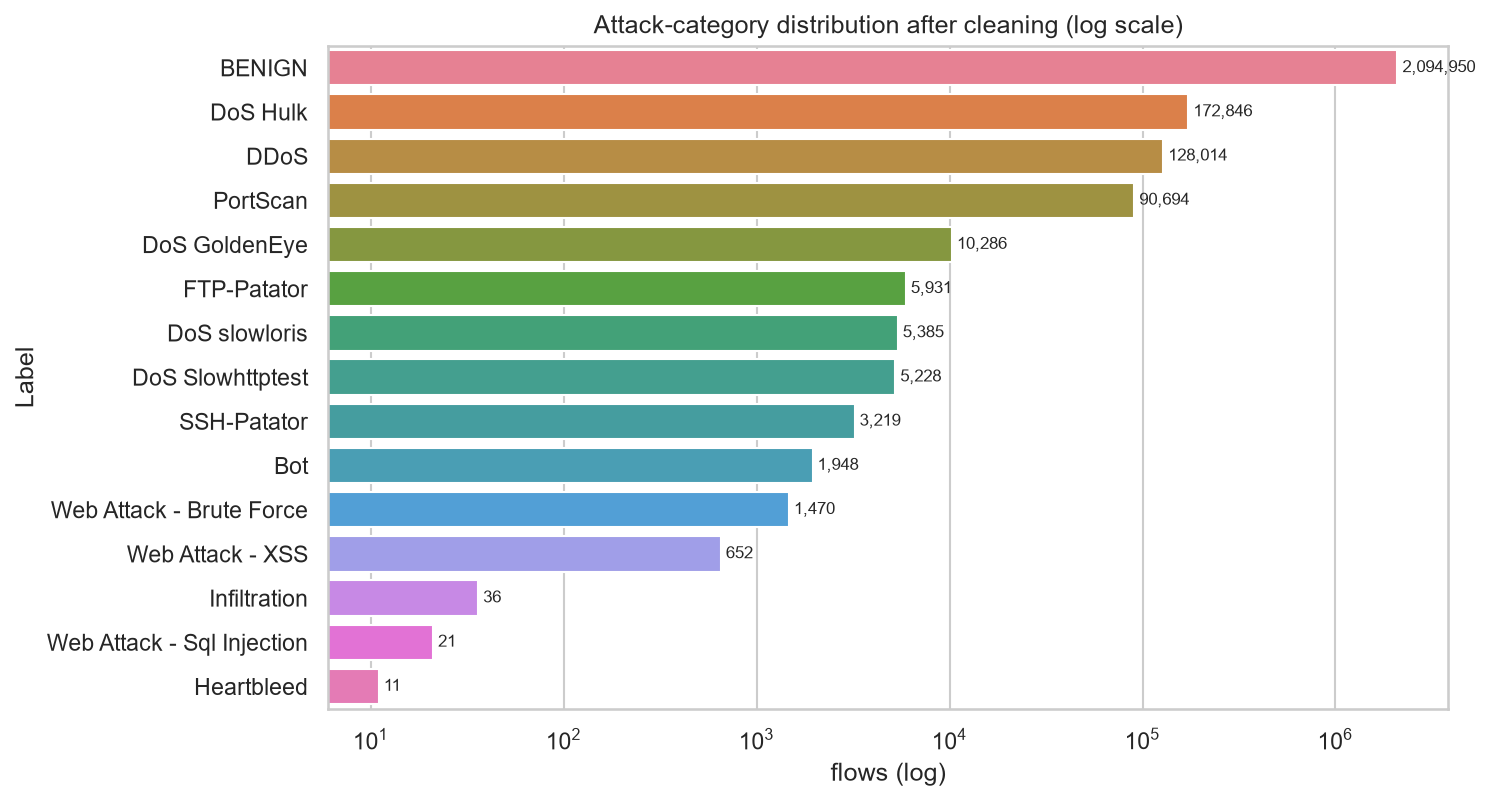 Attack-category distribution after cleaning (log scale)
BENIGN 2,094,950
DoS Hulk 172,846
DDoS 128,014
PortScan 90,694
DoS GoldenEye 10,286
FTP-Patator 5,931
DoS slowloris 5,385
DoS Slowhttptest 5,228
SSH-Patator 3,219
Bot 1,948
Web Attack - Brute Force 1,470
Web Attack - XSS 652
Infiltration 36
Web Attack - Sql Injection 21
Heartbleed 11
Label
10¹ 10² 10³ 10⁴ 10⁵ 10⁶
flows (log)